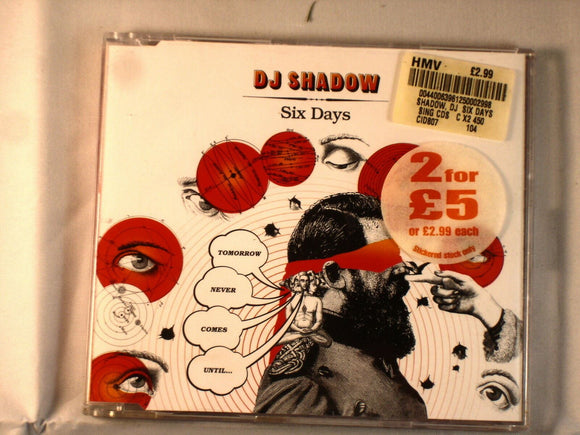 DJ SHADOW
Six Days
HMV £2.99
00440063961250002998
SHADOW, DJ SIX DAYS
SING CDS C X2 450
CID807 104
2 for
£5
or £2.99 each
Stickered stock only
TOMORROW
NEVER
COMES
UNTIL...